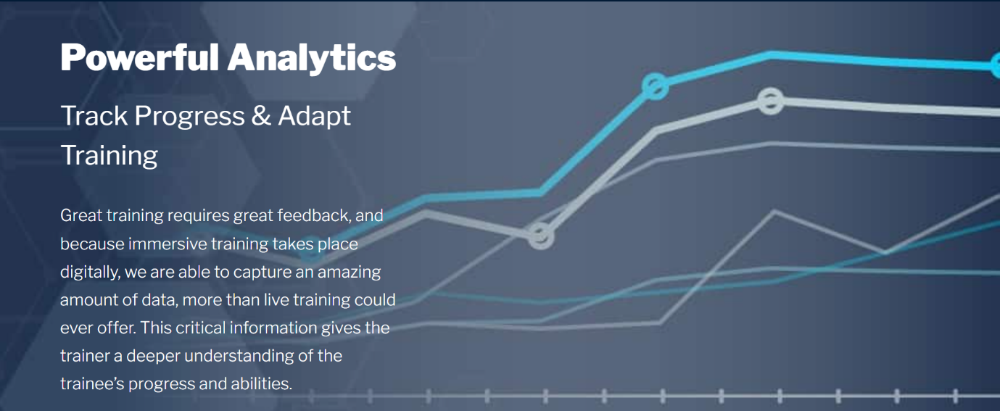 Powerful Analytics
Track Progress & Adapt
Training
Great training requires great feedback, and
because immersive training takes place
digitally, we are able to capture an amazing
amount of data, more than live training could
ever offer. This critical information gives the
trainer a deeper understanding of the
trainee’s progress and abilities.